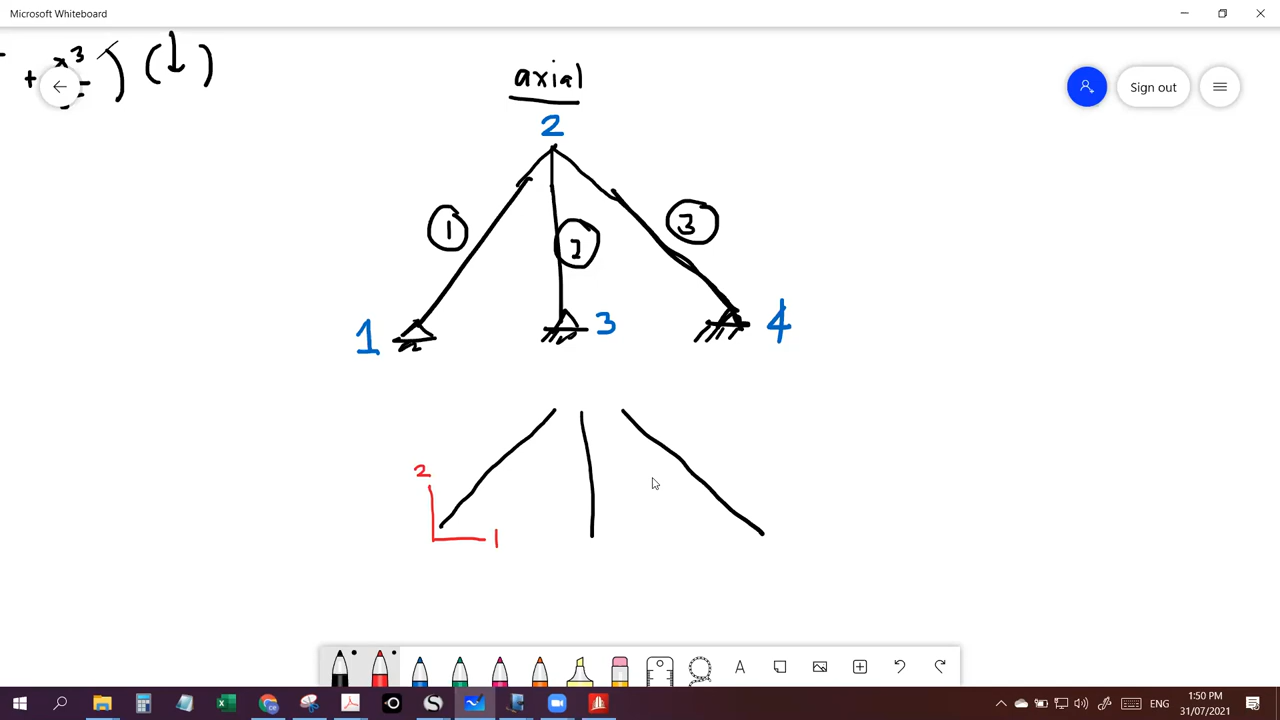 Microsoft Whiteboard
+ x³ ) (↓)
Sign out
axial
2
1
2
3
1
3
4
2
1
A
1:50 PM
31/07/2021